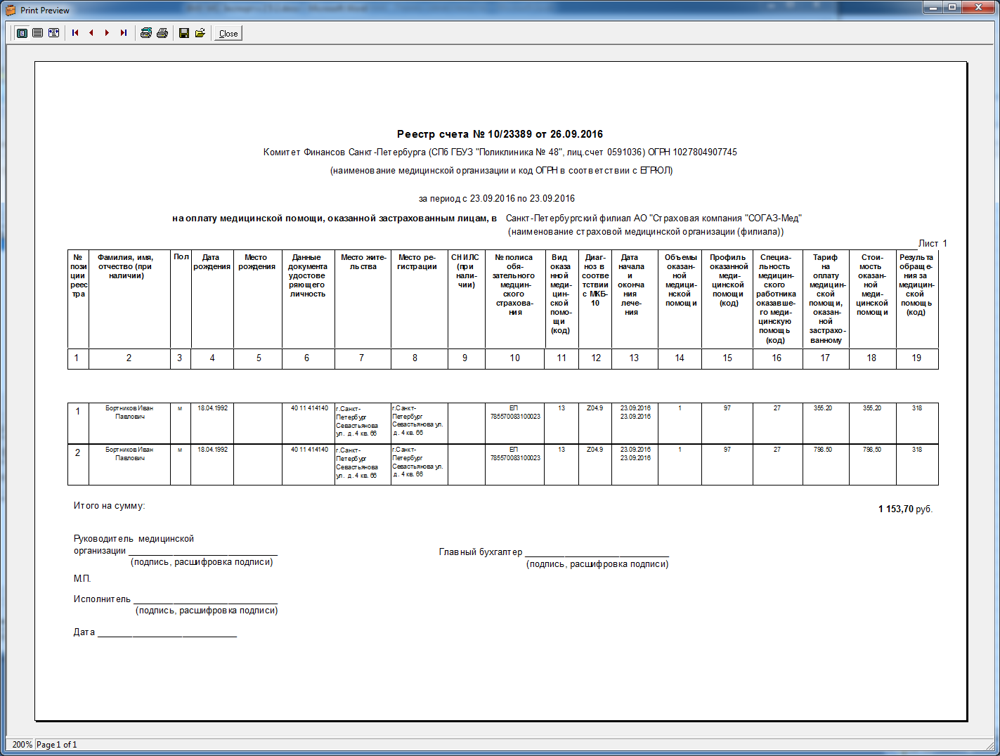 Print Preview
Close
Реестр счета № 10/23389 от 26.09.2016
Комитет Финансов Санкт-Петербурга (СПб ГБУЗ "Поликлиника № 48", лиц.счет 0591036) ОГРН 1027804907745
(наименование медицинской организации и код ОГРН в соответствии с ЕГРЮЛ)
за период с 23.09.2016 по 23.09.2016
на оплату медицинской помощи, оказанной застрахованным лицам, в Санкт-Петербургский филиал АО "Страховая компания "СОГАЗ-Мед"
(наименование страховой медицинской организации (филиала))
Лист 1
№
пози
ции
реес
тра
Фамилия, имя,
отчество (при
наличии)
Пол
Дата
рождения
Место
рождения
Данные
документа
удостове
ряющего
личность
Место жите-
льства
Место ре-
гистрации
СНИЛС
(при
нали-
чии)
№ полиса
обя-
зательного
медцин-
ского
страхова-
ния
Вид
оказа
нной
меди-
цин-
ской
помо-
щи
(код)
Диаг-
ноз в
соотве
тствии
с МКБ-
10
Дата
начала
и
оконча
ния
лече-
ния
Объемы
оказан-
ной
медици-
нской
помощи
Профиль
оказанной
меди-
цинской
помощи
(код)
Специа-
льность
медицин-
ского
работника
оказавше-
го меди-
цинскую
помощь
(код)
Тариф
на
оплату
медицин-
ской
помощи,
оказан-
ной
застрахо-
ванному
Стои-
мость
оказан-
ной
меди-
цинской
помощи
Результа
обраще-
ния за
медицин-
ской
помощь
(код)
1 2 3 4 5 6 7 8 9 10 11 12 13 14 15 16 17 18 19
1
Бортников Иван
Павлович
м
18.04.1992
40 11 414140
г.Санкт-
Петербург
Севастьянова
ул. д. 4 кв. 66
г.Санкт-
Петербург
Севастьянова ул.
д. 4 кв. 66
ЕП
785570083100023
13
Z04.9
23.09.2016
23.09.2016
1
97
27
355.20
355,20
318
2
Бортников Иван
Павлович
м
18.04.1992
40 11 414140
г.Санкт-
Петербург
Севастьянова
ул. д. 4 кв. 66
г.Санкт-
Петербург
Севастьянова ул.
д. 4 кв. 66
ЕП
785570083100023
13
Z04.9
23.09.2016
23.09.2016
1
97
27
798.50
798,50
318
Итого на сумму:
1 153,70 руб.
Руководитель медицинской
организации ______________________________
(подпись, расшифровка подписи)
Главный бухгалтер _____________________________
(подпись, расшифровка подписи)
М.П.
Исполнитель _____________________________
(подпись, расшифровка подписи)
Дата ____________________________
200% Page 1 of 1